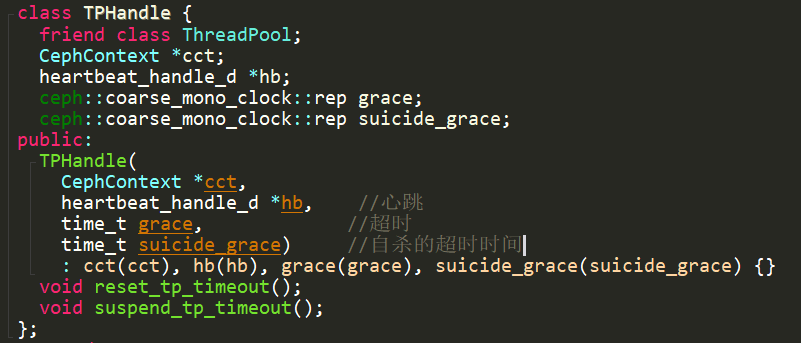 class TPHandle {
friend class ThreadPool;
CephContext *cct;
heartbeat_handle_d *hb;
ceph::coarse_mono_clock::rep grace;
ceph::coarse_mono_clock::rep suicide_grace;
public:
TPHandle(
CephContext *cct,
heartbeat_handle_d *hb,    //心跳
time_t grace,    //超时
time_t suicide_grace)    //自杀的超时时间
: cct(cct), hb(hb), grace(grace), suicide_grace(suicide_grace) {}
void reset_tp_timeout();
void suspend_tp_timeout();
};